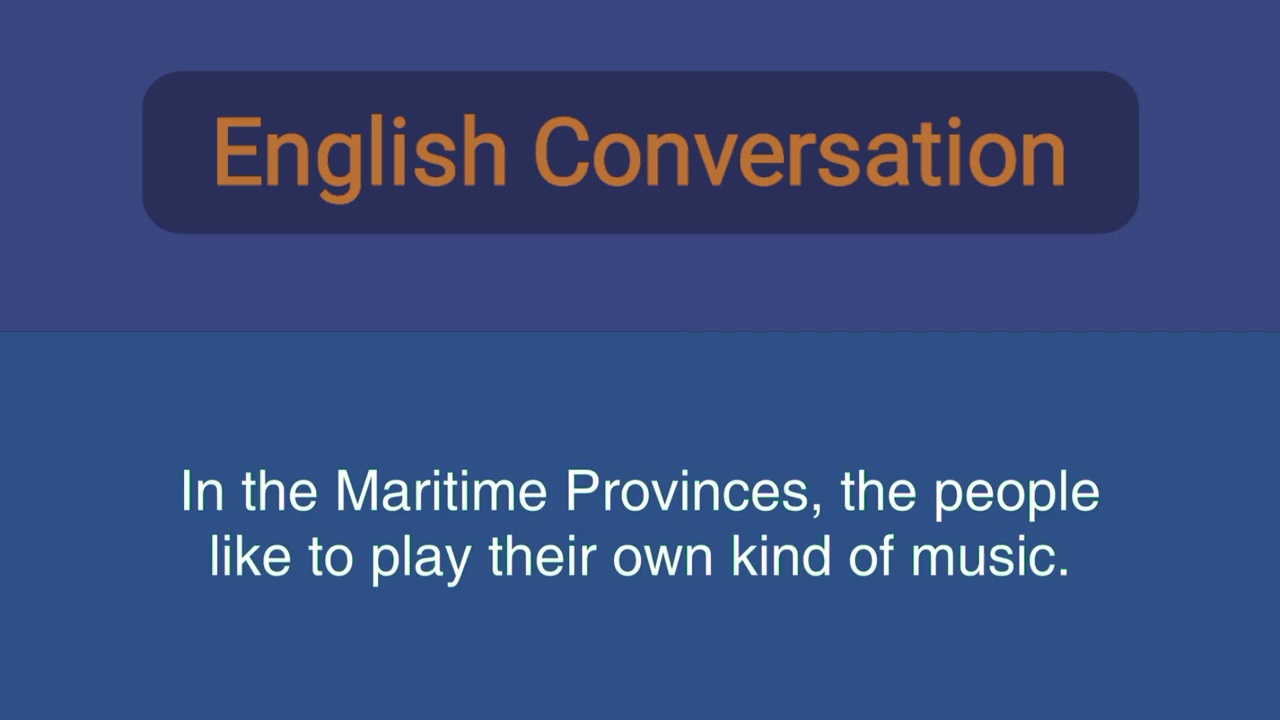 English Conversation
In the Maritime Provinces, the people
like to play their own kind of music.